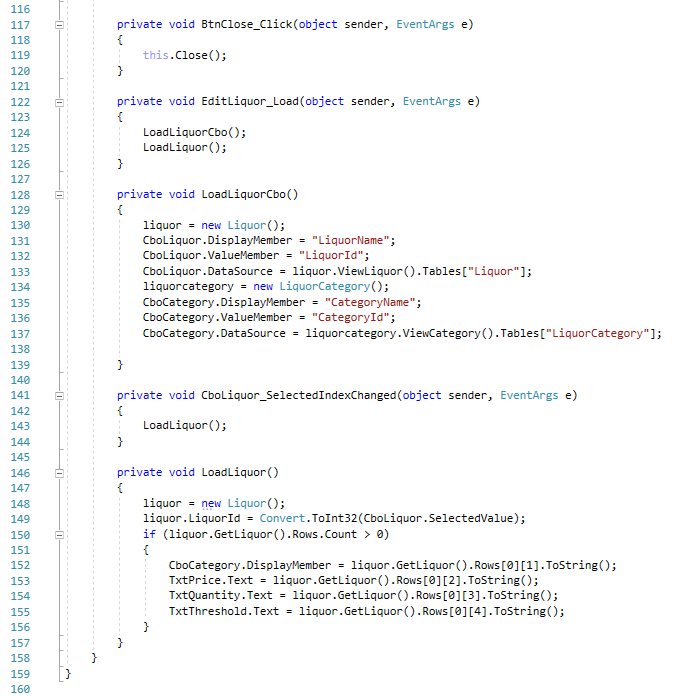 116
117 private void BtnClose_Click(object sender, EventArgs e)
118 {
119 this.Close();
120 }
121
122 private void EditLiquor_Load(object sender, EventArgs e)
123 {
124 LoadLiquorCbo();
125 LoadLiquor();
126 }
127
128 private void LoadLiquorCbo()
129 {
130 liquor = new Liquor();
131 CboLiquor.DisplayMember = "LiquorName";
132 CboLiquor.ValueMember = "LiquorId";
133 CboLiquor.DataSource = liquor.ViewLiquor().Tables["Liquor"];
134 liquorcategory = new LiquorCategory();
135 CboCategory.DisplayMember = "CategoryName";
136 CboCategory.ValueMember = "CategoryId";
137 CboCategory.DataSource = liquorcategory.ViewCategory().Tables["LiquorCategory"];
138
139 }
140
141 private void CboLiquor_SelectedIndexChanged(object sender, EventArgs e)
142 {
143 LoadLiquor();
144 }
145
146 private void LoadLiquor()
147 {
148 liquor = new Liquor();
149 liquor.LiquorId = Convert.ToInt32(CboLiquor.SelectedValue);
150 if (liquor.GetLiquor().Rows.Count > 0)
151 {
152 CboCategory.DisplayMember = liquor.GetLiquor().Rows[0][1].ToString();
153 TxtPrice.Text = liquor.GetLiquor().Rows[0][2].ToString();
154 TxtQuantity.Text = liquor.GetLiquor().Rows[0][3].ToString();
155 TxtThreshold.Text = liquor.GetLiquor().Rows[0][4].ToString();
156 }
157 }
158 }
159 }
160